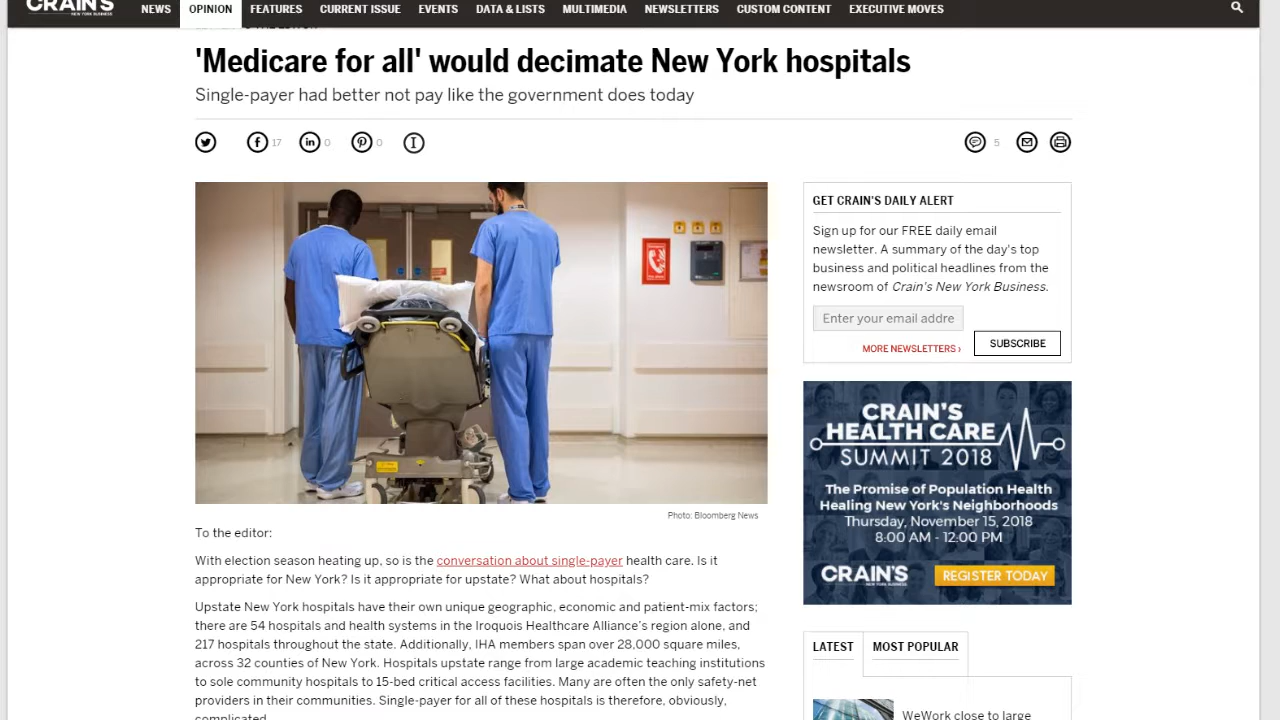 CRAIN'S
NEW YORK BUSINESS
NEWS OPINION FEATURES CURRENT ISSUE EVENTS DATA & LISTS MULTIMEDIA NEWSLETTERS CUSTOM CONTENT EXECUTIVE MOVES
'Medicare for all' would decimate New York hospitals
Single-payer had better not pay like the government does today
17 0 0 5
Photo: Bloomberg News
To the editor:
With election season heating up, so is the conversation about single-payer health care. Is it
appropriate for New York? Is it appropriate for upstate? What about hospitals?
Upstate New York hospitals have their own unique geographic, economic and patient-mix factors;
there are 54 hospitals and health systems in the Iroquois Healthcare Alliance's region alone, and
217 hospitals throughout the state. Additionally, IHA members span over 28,000 square miles,
across 32 counties of New York. Hospitals upstate range from large academic teaching institutions
to sole community hospitals to 15-bed critical access facilities. Many are often the only safety-net
providers in their communities. Single-payer for all of these hospitals is therefore, obviously,
complicated
GET CRAIN'S DAILY ALERT
Sign up for our FREE daily email
newsletter. A summary of the day's top
business and political headlines from the
newsroom of Crain's New York Business.
Enter your email addre
MORE NEWSLETTERS ›
SUBSCRIBE
CRAIN'S
HEALTH CARE
SUMMIT 2018
The Promise of Population Health
Healing New York's Neighborhoods
Thursday, November 15, 2018
8:00 AM - 12:00 PM
CRAIN'S
REGISTER TODAY
LATEST MOST POPULAR
WeWork close to large